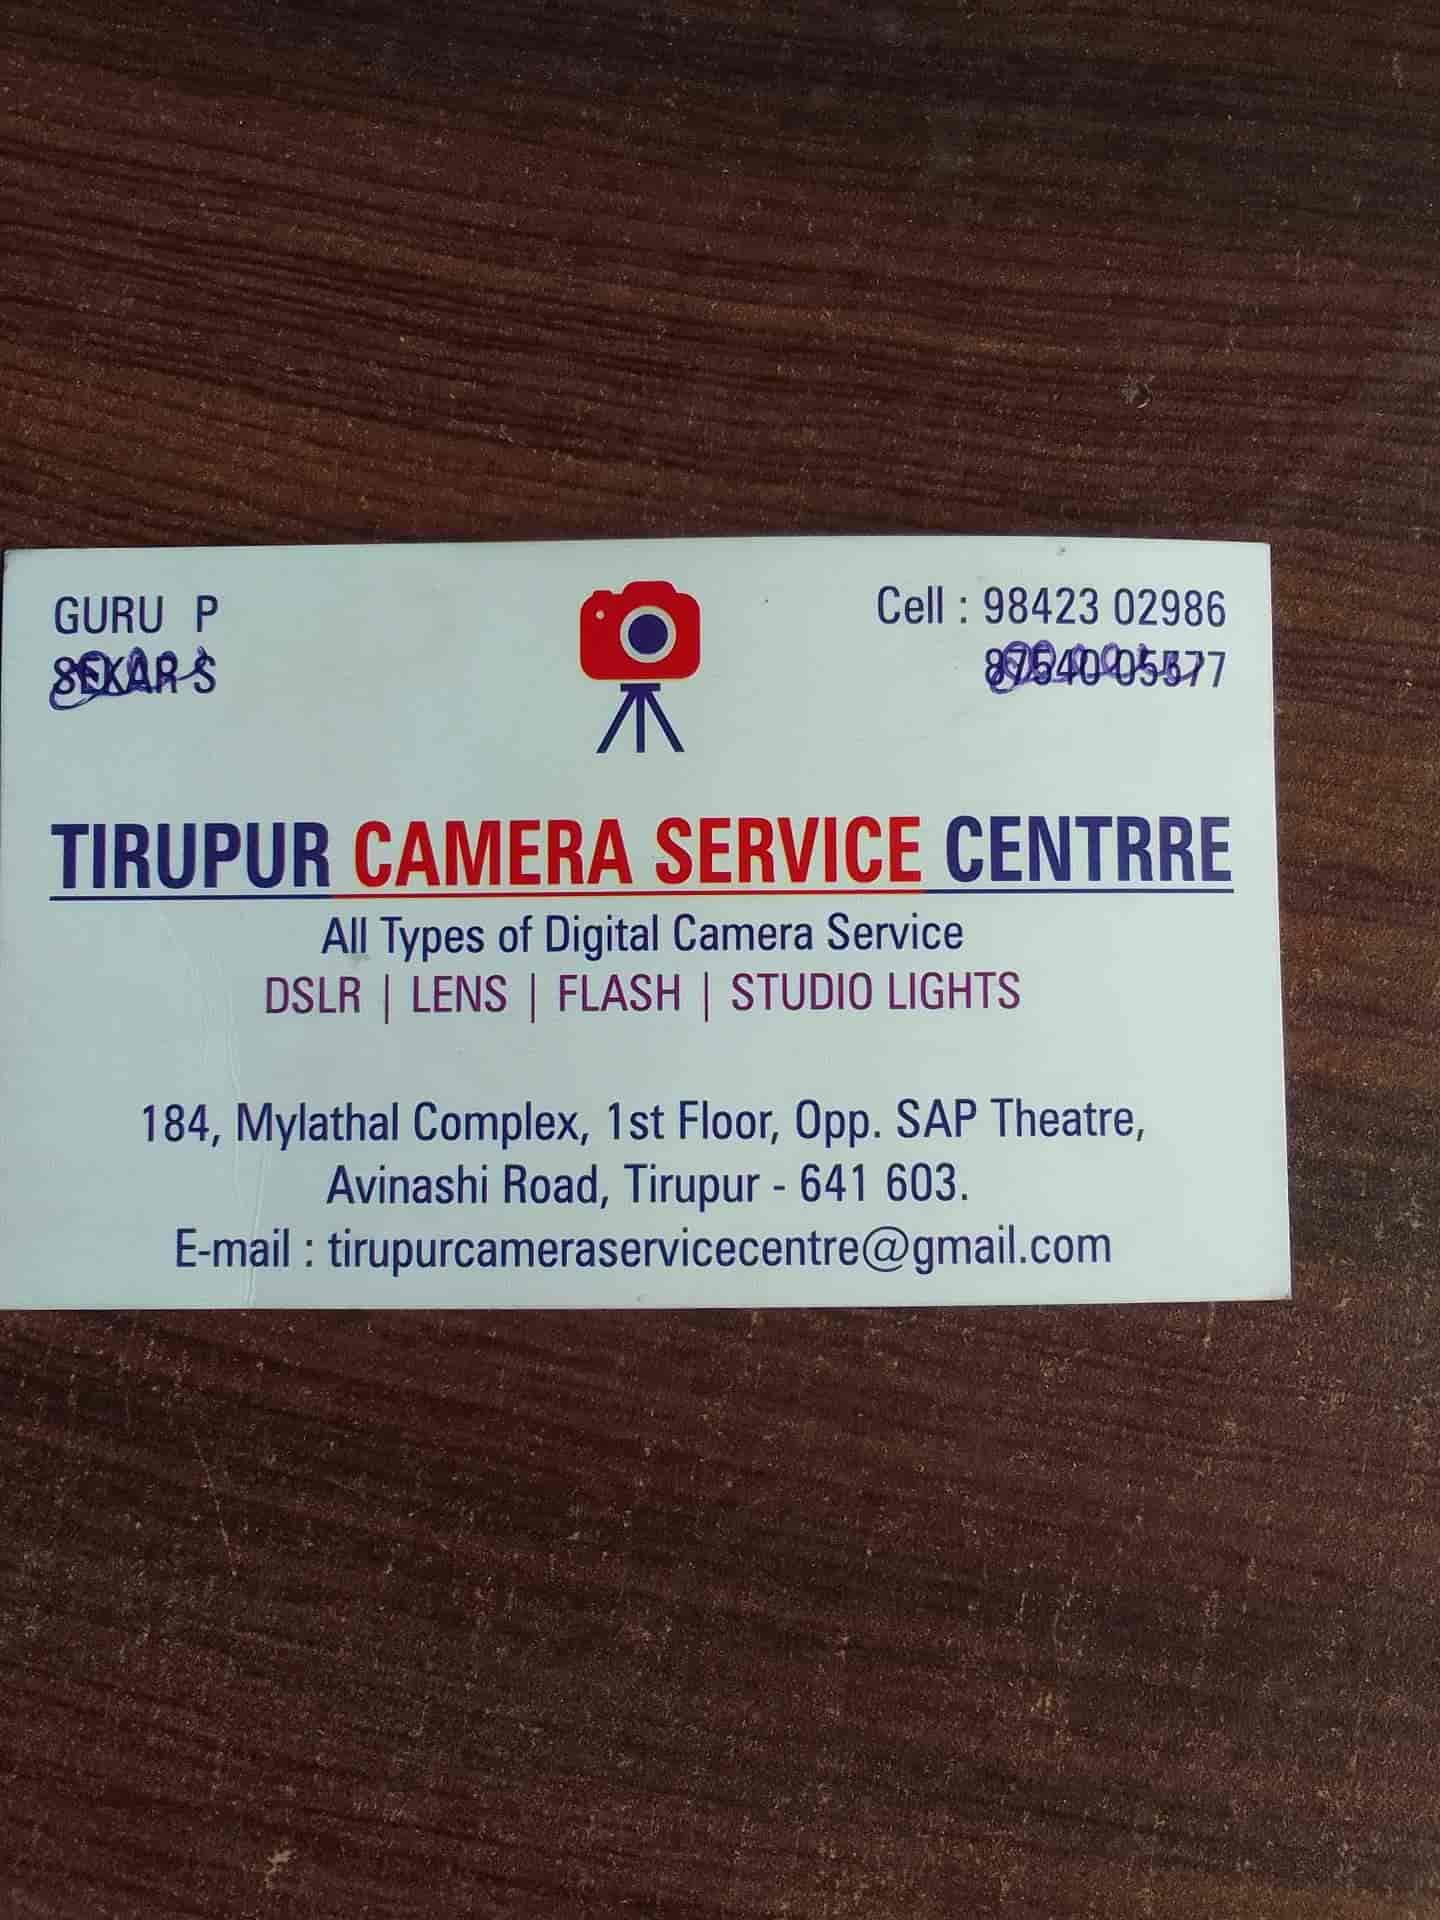 GURU P
SEKAR S
Cell : 98423 02986
87540 05577
TIRUPUR CAMERA SERVICE CENTRRE
All Types of Digital Camera Service
DSLR | LENS | FLASH | STUDIO LIGHTS
184, Mylathal Complex, 1st Floor, Opp. SAP Theatre,
Avinashi Road, Tirupur - 641 603.
E-mail : tirupurcameraservicecentre@gmail.com